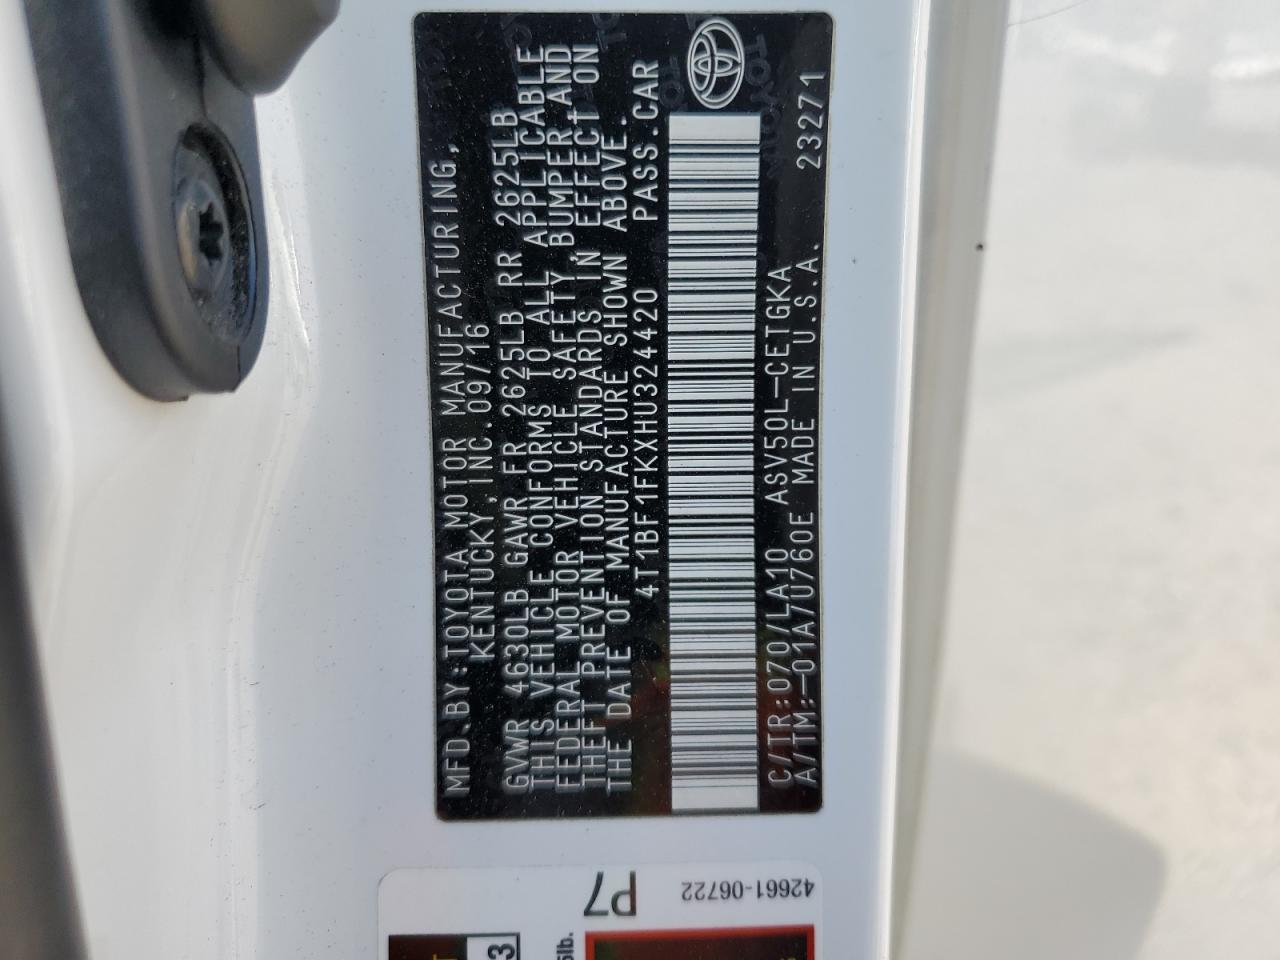 MFD.BY:TOYOTA MOTOR MANUFACTURING,
KENTUCKY,INC.09/16
GVWR 4630LB GAWR FR 2625LB RR 2625LB
THIS VEHICLE CONFORMS TO ALL APPLICABLE
FEDERAL MOTOR VEHICLE SAFETY, BUMPER AND
THEFT PREVENTION STANDARDS IN EFFECT ON
THE DATE OF MANUFACTURE SHOWN ABOVE.
4T1BF1FKXHU324420 PASS.CAR
C/TR:070/LA10 ASV50L-CETGKA
A/TM:-01A/U760E MADE IN U.S.A. 23271
P7
42661-06722